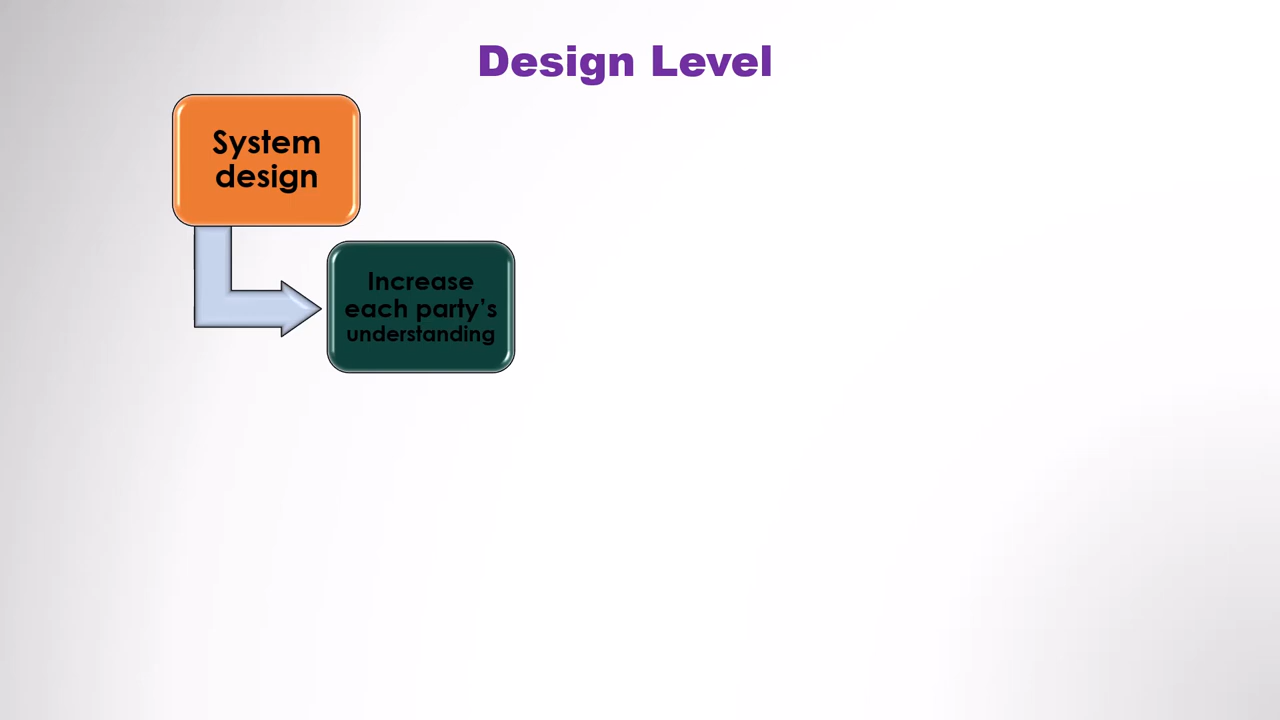 Design Level
System
design
Increase
each party’s
understanding